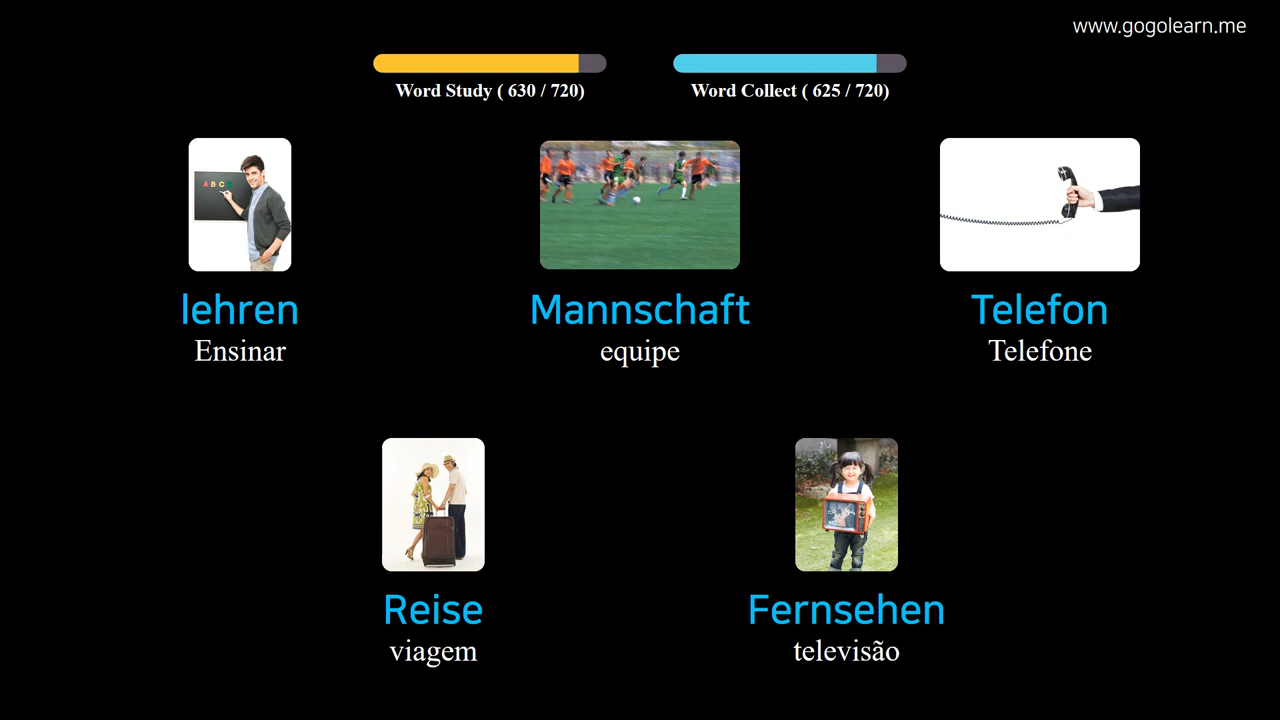 www.gogolearn.me
Word Study ( 630 / 720)
Word Collect ( 625 / 720)
A B C
lehren
Ensinar
Mannschaft
equipe
Telefon
Telefone
Reise
viagem
Fernsehen
televisão